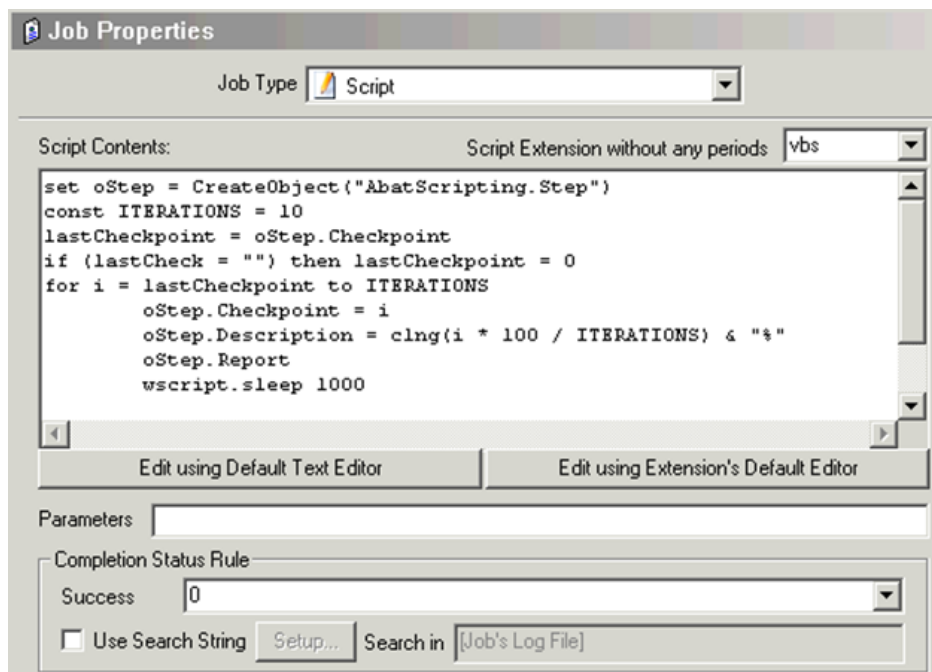 Job Properties
Job Type Script
Script Contents: Script Extension without any periods vbs
set oStep = CreateObject("AbatScripting.Step")
const ITERATIONS = 10
lastCheckpoint = oStep.Checkpoint
if (lastCheck = "") then lastCheckpoint = 0
for i = lastCheckpoint to ITERATIONS
oStep.Checkpoint = i
oStep.Description = clng(i * 100 / ITERATIONS) & "%"
oStep.Report
wscript.sleep 1000
Edit using Default Text Editor Edit using Extension's Default Editor
Parameters
Completion Status Rule
Success 0
Use Search String Setup... Search in [Job's Log File]